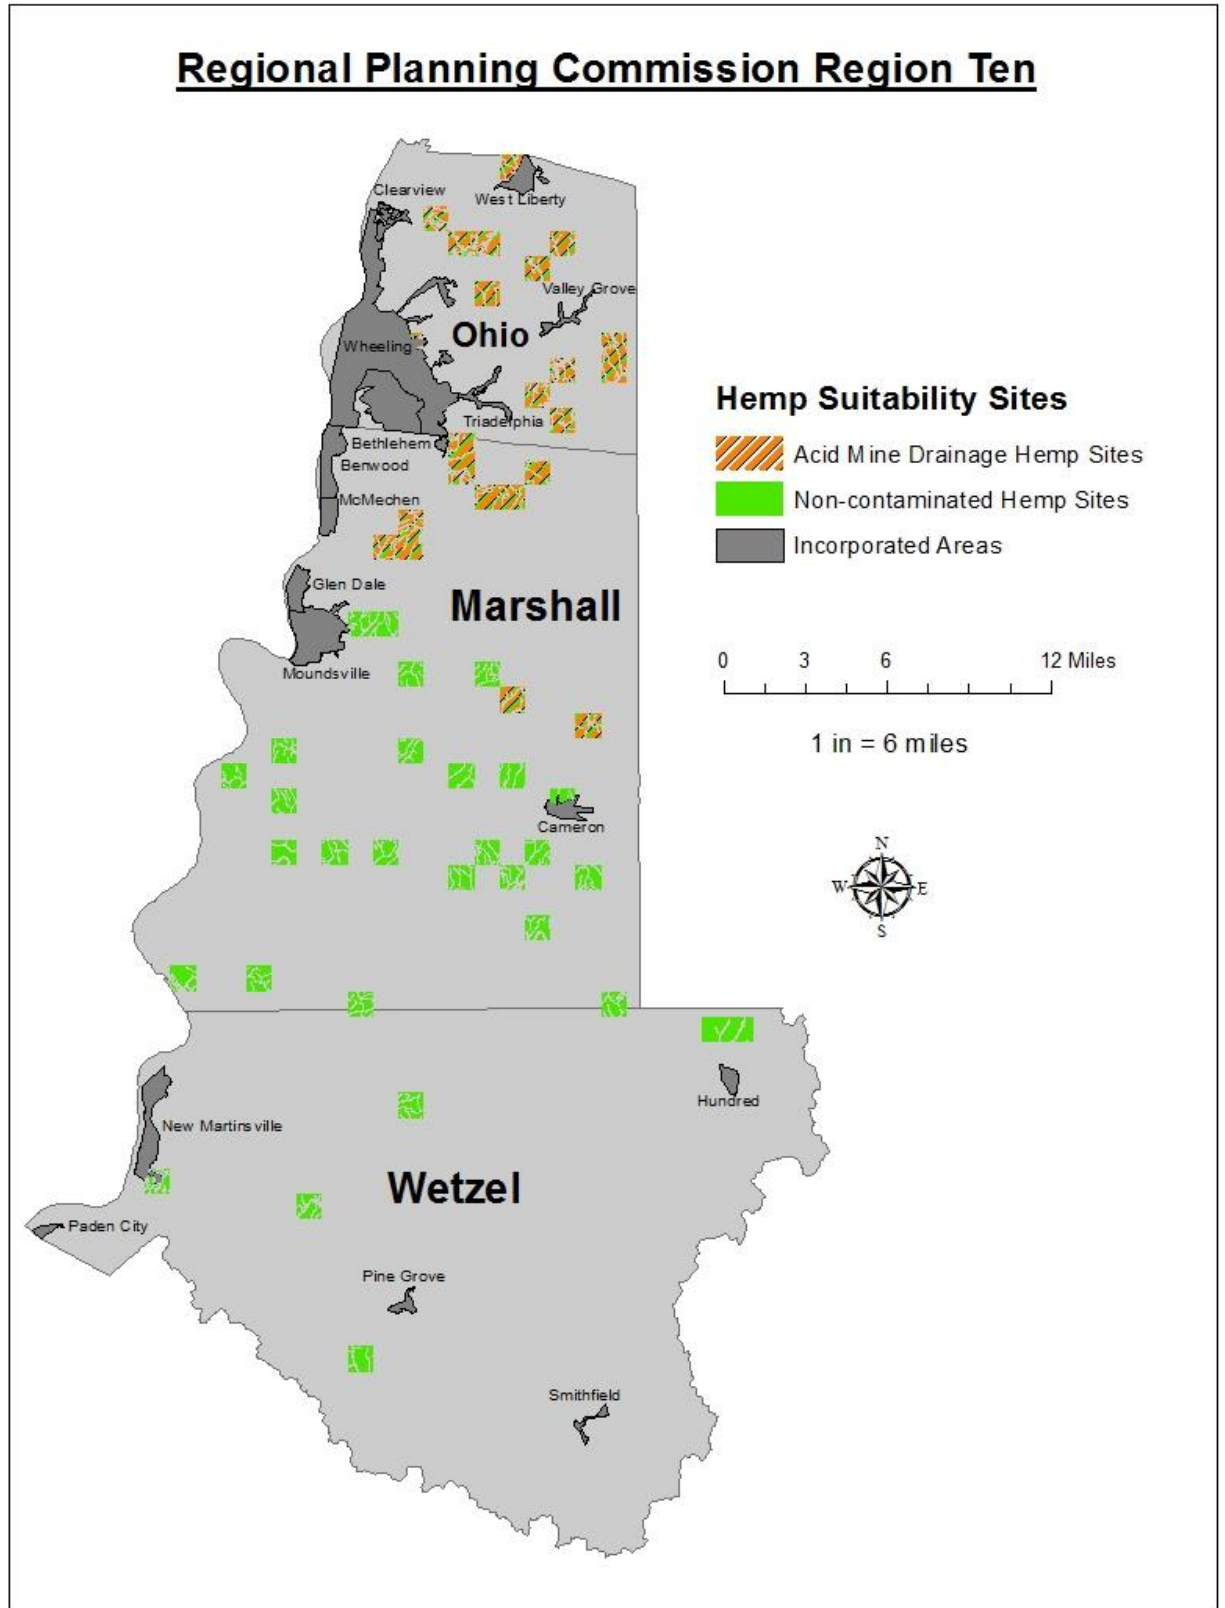 Regional Planning Commission Region Ten
Clearview
West Liberty
Valley Grove
Ohio
Wheeling
Triadelphia
Bethlehem
Benwood
McMechen
Glen Dale
Marshall
Moundsville
Cameron
Hundred
New Martinsville
Wetzel
Paden City
Pine Grove
Smithfield
Hemp Suitability Sites
Acid Mine Drainage Hemp Sites
Non-contaminated Hemp Sites
Incorporated Areas
0 3 6 12 Miles
1 in = 6 miles
N
W E
S